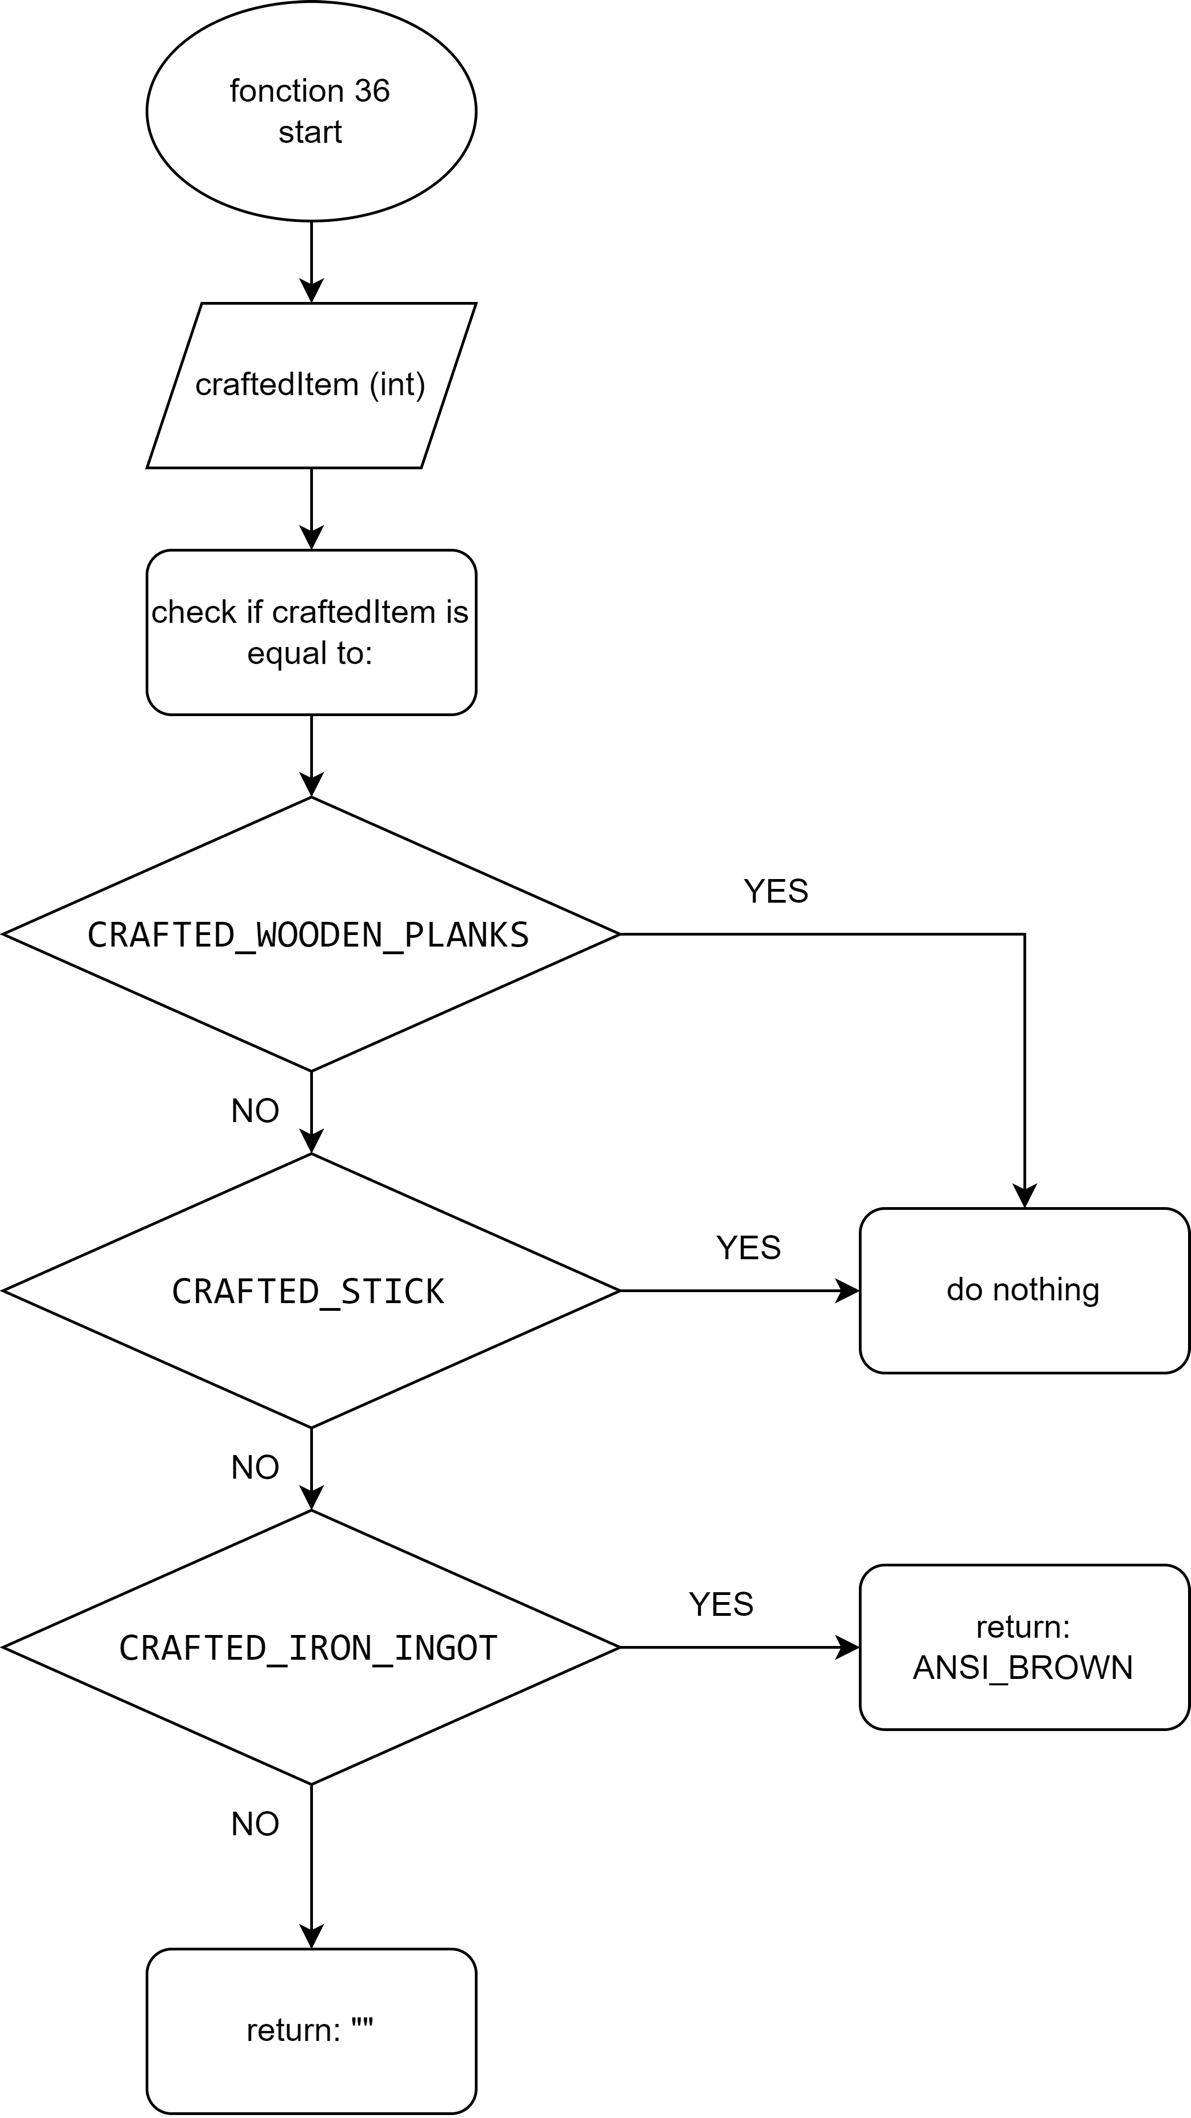 fonction 36
start
craftedItem (int)
check if craftedItem is
equal to:
YES
CRAFTED_WOODEN_PLANKS
NO
YES
CRAFTED_STICK
do nothing
NO
YES
CRAFTED_IRON_INGOT
return:
ANSI_BROWN
NO
return: ""